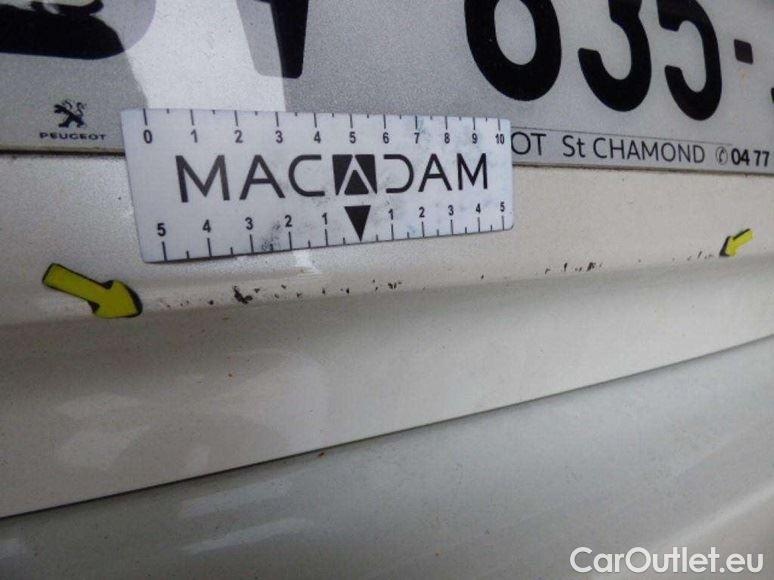 635-
PEUGEOT
OT St CHAMOND ✆ 04 77
0 1 2 3 4 5 6 7 8 9 10
MACADAM
5 4 3 2 1 1 2 3 4 5
CarOutlet.eu